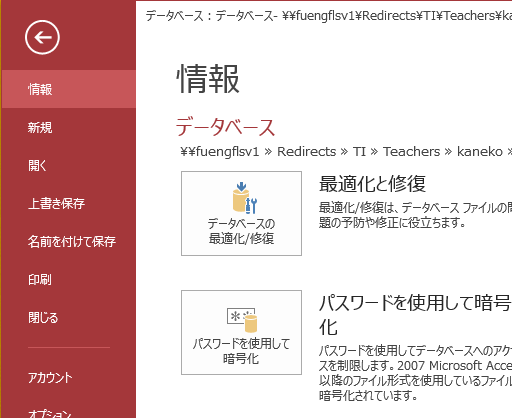 データベース : データベース- ¥¥fuengflsv1¥Redirects¥TI¥Teachers¥ka
情報
情報
データベース
新規
¥¥fuengflsv1 » Redirects » TI » Teachers » kaneko »
開く
最適化と修復
上書き保存
最適化/修復は、データベース ファイルの問
データベースの
題の予防や修正に役立ちます。
名前を付けて保存
最適化/修復
印刷
パスワードを使用して暗号
閉じる
化
パスワードを使用して
パスワードを使用してデータベースへのアク
暗号化
スを制限します。2007 Microsoft Acce
アカウント
以降のファイル形式を使用しているファイル
暗号化されています。
オプション